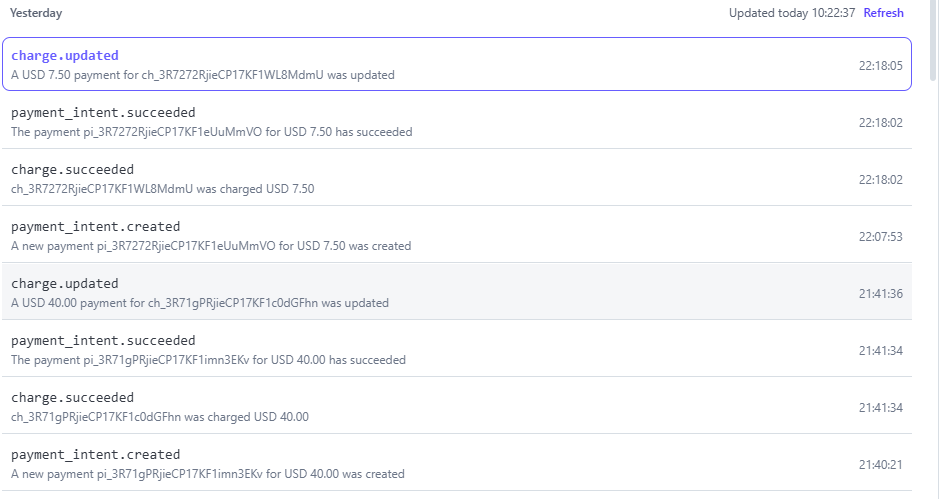 Yesterday
Updated today 10:22:37 Refresh
charge.updated
A USD 7.50 payment for ch_3R7272RjieCP17KF1WL8MdmU was updated
22:18:05
payment_intent.succeeded
The payment pi_3R7272RjieCP17KF1eUuMmVO for USD 7.50 has succeeded
22:18:02
charge.succeeded
ch_3R7272RjieCP17KF1WL8MdmU was charged USD 7.50
22:18:02
payment_intent.created
A new payment pi_3R7272RjieCP17KF1eUuMmVO for USD 7.50 was created
22:07:53
charge.updated
A USD 40.00 payment for ch_3R71gPRjieCP17KF1c0dGFhn was updated
21:41:36
payment_intent.succeeded
The payment pi_3R71gPRjieCP17KF1imn3EKv for USD 40.00 has succeeded
21:41:34
charge.succeeded
ch_3R71gPRjieCP17KF1c0dGFhn was charged USD 40.00
21:41:34
payment_intent.created
A new payment pi_3R71gPRjieCP17KF1imn3EKv for USD 40.00 was created
21:40:21